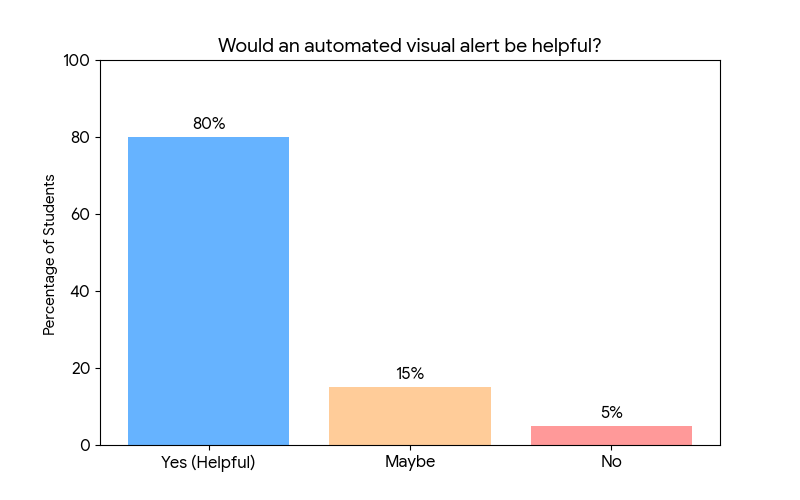 Would an automated visual alert be helpful?
Percentage of Students
100
80
60
40
20
0
80%
15%
5%
Yes (Helpful)
Maybe
No